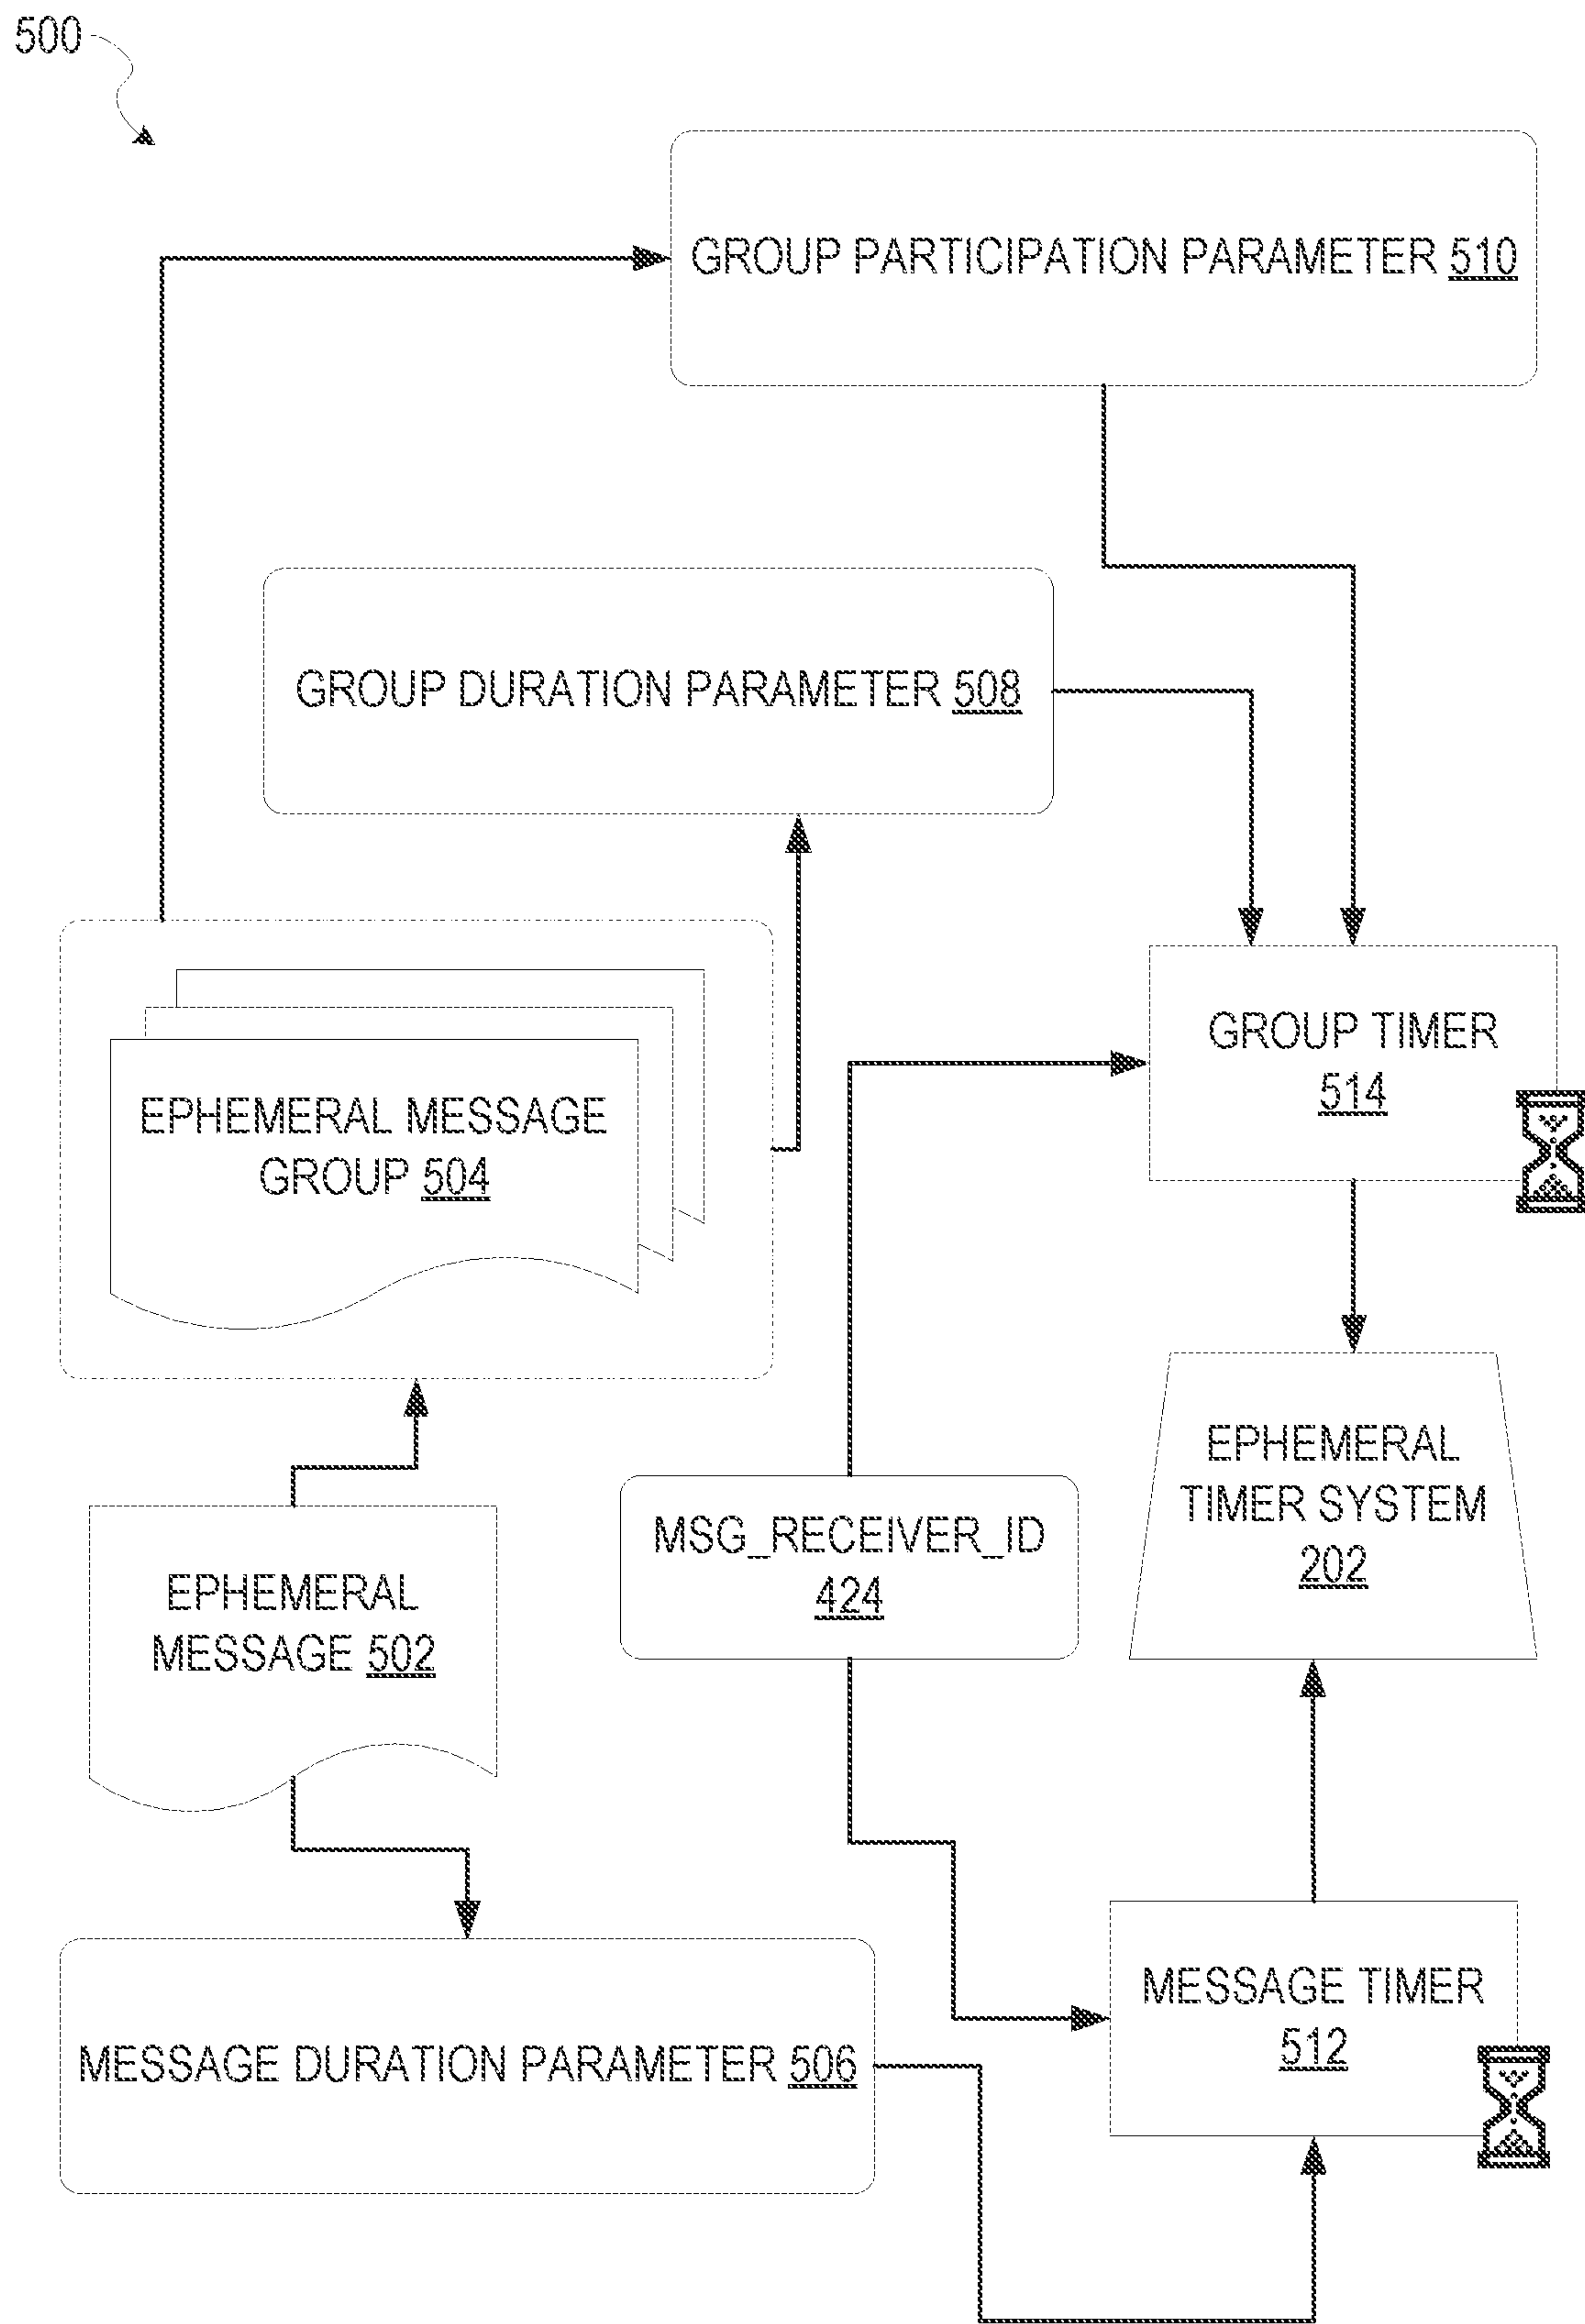 500
GROUP PARTICIPATION PARAMETER 510
GROUP DURATION PARAMETER 508
GROUP TIMER
514
EPHEMERAL MESSAGE
GROUP 504
EPHEMERAL
TIMER SYSTEM
202
MSG_RECEIVER_ID
424
EPHEMERAL
MESSAGE 502
MESSAGE TIMER
512
MESSAGE DURATION PARAMETER 506